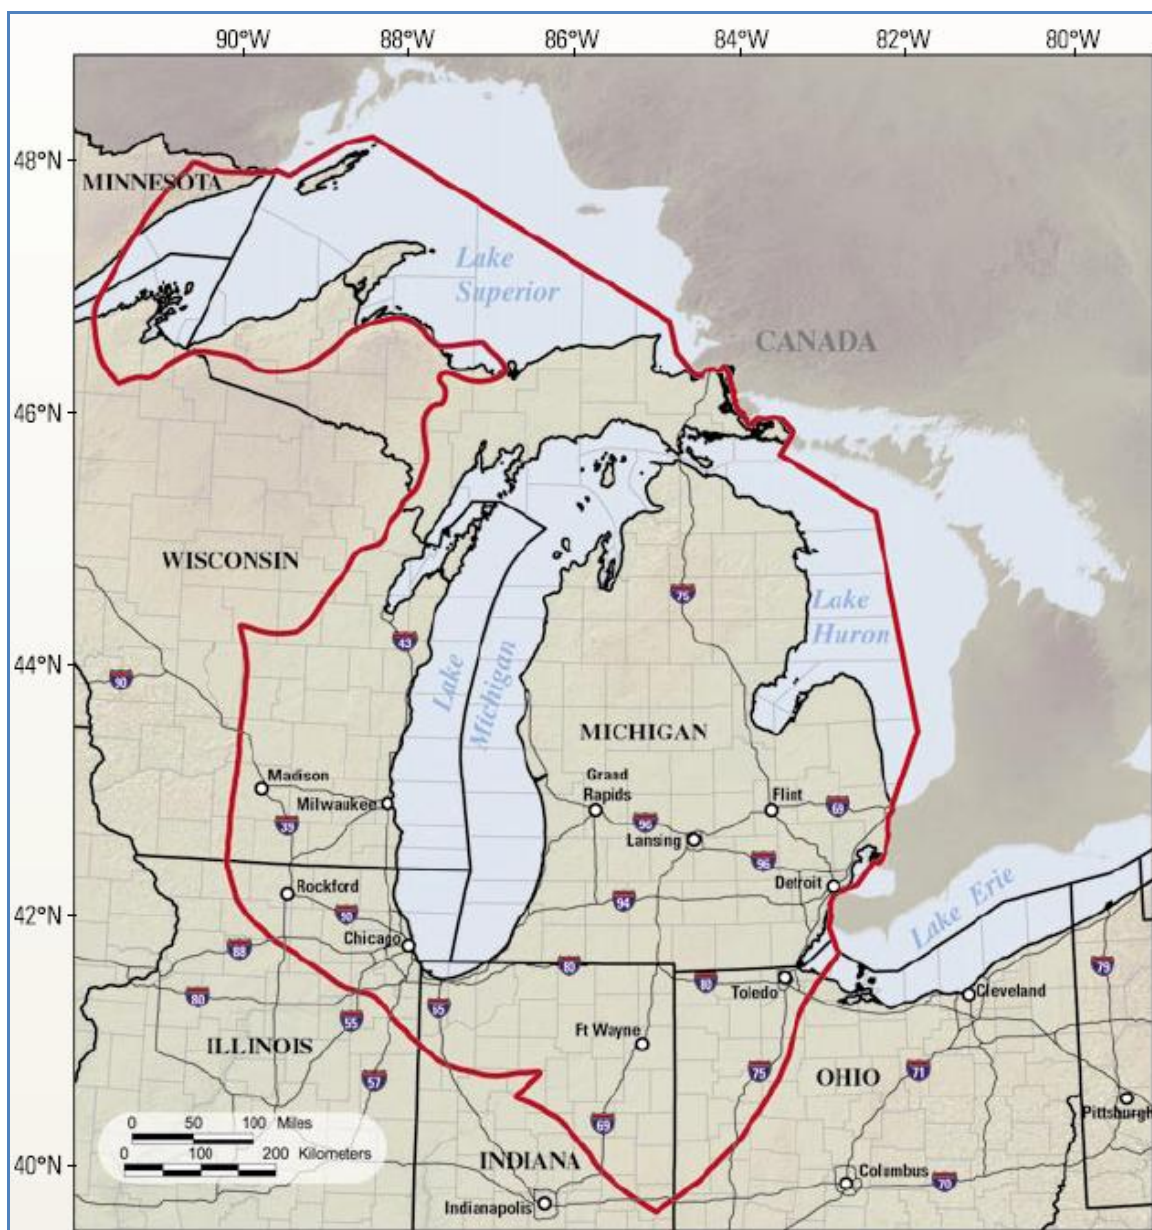 90°W 88°W 86°W 84°W 82°W 80°W
48°N
MINNESOTA
Lake
Superior
CANADA
46°N
WISCONSIN
75
Lake
Huron
43
44°N
90
Lake
Michigan
MICHIGAN
Madison
Milwaukee
39
Grand
Rapids
Flint
69
96
Lansing
96
Detroit
Rockford
90
94
42°N
Chicago
88
Lake Erie
80
80
79
Toledo
Cleveland
80
65
55
Ft Wayne
ILLINOIS
57
75
OHIO
71
Pittsburgh
0 50 100 Miles
0 100 200 Kilometers
69
40°N
INDIANA
Columbus
70
Indianapolis